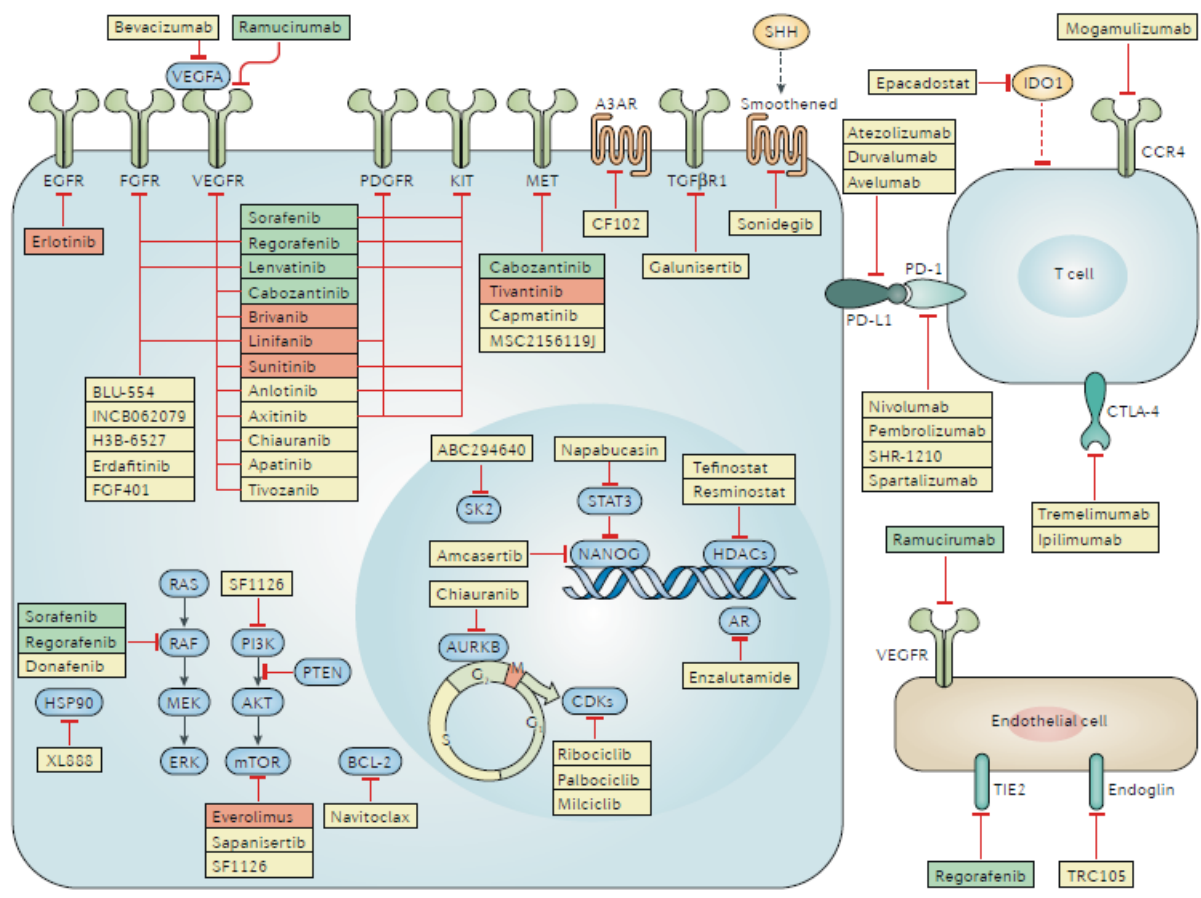 Bevacizumab
Ramucirumab
VEGFA
SHH
Mogamulizumab
Epacadostat
IDO1
A3AR
Smoothened
Atezolizumab
Durvalumab
Avelumab
CCR4
EGFR
FGFR
VEGFR
PDGFR
KIT
MET
TGFβR1
Erlotinib
Sorafenib
Regorafenib
Lenvatinib
Cabozantinib
Brivanib
Linifanib
Sunitinib
Anlotinib
Axitinib
Chiauranib
Apatinib
Tivozanib
CF102
Sonidegib
Galunisertib
Cabozantinib
Tivantinib
Capmatinib
MSC2156119J
PD-1
PD-L1
T cell
BLU-554
INCB062079
H3B-6527
Erdafitinib
FGF401
Nivolumab
Pembrolizumab
SHR-1210
Spartalizumab
CTLA-4
Tremelimumab
Ipilimumab
ABC294640
SK2
Napabucasin
STAT3
Tefinostat
Resminostat
Amcasertib
NANOG
HDACs
Chiauranib
AURKB
AR
Enzalutamide
G2
M
S
G1
CDKs
Ribociclib
Palbociclib
Milciclib
RAS
SF1126
Sorafenib
Regorafenib
Donafenib
RAF
PI3K
PTEN
HSP90
MEK
AKT
XL888
ERK
mTOR
BCL-2
Everolimus
Sapanisertib
SF1126
Navitoclax
Ramucirumab
VEGFR
Endothelial cell
TIE2
Endoglin
Regorafenib
TRC105